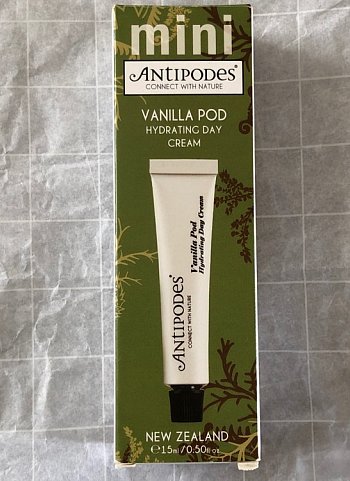 mini
ANTIPODES®
CONNECT WITH NATURE
VANILLA POD
HYDRATING DAY
CREAM
Vanilla Pod
Hydrating Day Cream
ANTIPODES®
CONNECT WITH NATURE
NEW ZEALAND
℮15ml/0.50fl oz